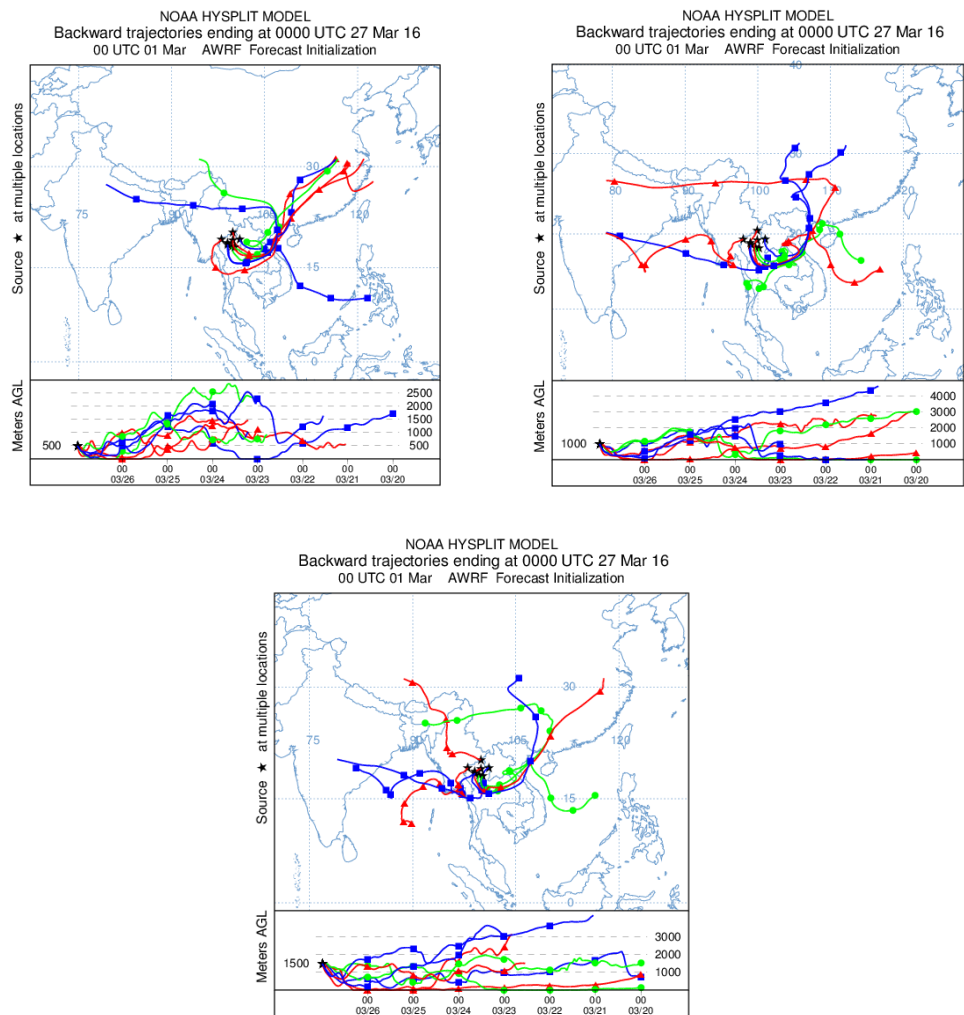 NOAA HYSPLIT MODEL
Backward trajectories ending at 0000 UTC 27 Mar 16
00 UTC 01 Mar AWRF Forecast Initialization
Source ★ at multiple locations
30
75
90
105
120
15
0
Meters AGL
2500
2000
1500
1000
500
500
00 00 00 00 00 00 00
03/26 03/25 03/24 03/23 03/22 03/21 03/20
NOAA HYSPLIT MODEL
Backward trajectories ending at 0000 UTC 27 Mar 16
00 UTC 01 Mar AWRF Forecast Initialization
Source ★ at multiple locations
40
30
80
100
110
120
Meters AGL
4000
3000
2000
1000
1000
00 00 00 00 00 00 00
03/26 03/25 03/24 03/23 03/22 03/21 03/20
NOAA HYSPLIT MODEL
Backward trajectories ending at 0000 UTC 27 Mar 16
00 UTC 01 Mar AWRF Forecast Initialization
Source ★ at multiple locations
30
75
90
105
120
15
0
Meters AGL
3000
2000
1000
1500
00 00 00 00 00 00 00
03/26 03/25 03/24 03/23 03/22 03/21 03/20